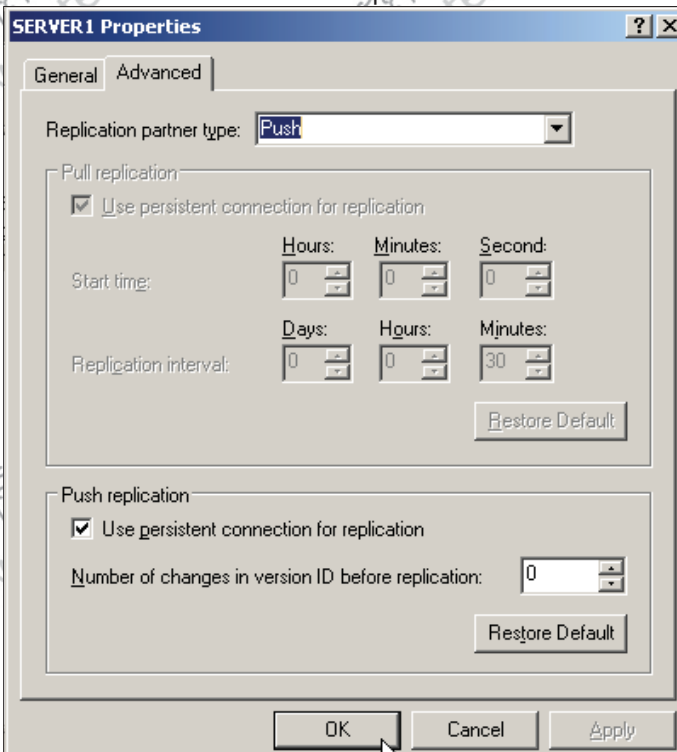 SERVER1 Properties
General Advanced
Replication partner type: Push
Pull replication
Use persistent connection for replication
Hours: Minutes: Second:
Start time: 0 0 0
Days: Hours: Minutes:
Replication interval: 0 0 30
Restore Default
Push replication
Use persistent connection for replication
Number of changes in version ID before replication: 0
Restore Default
OK Cancel Apply